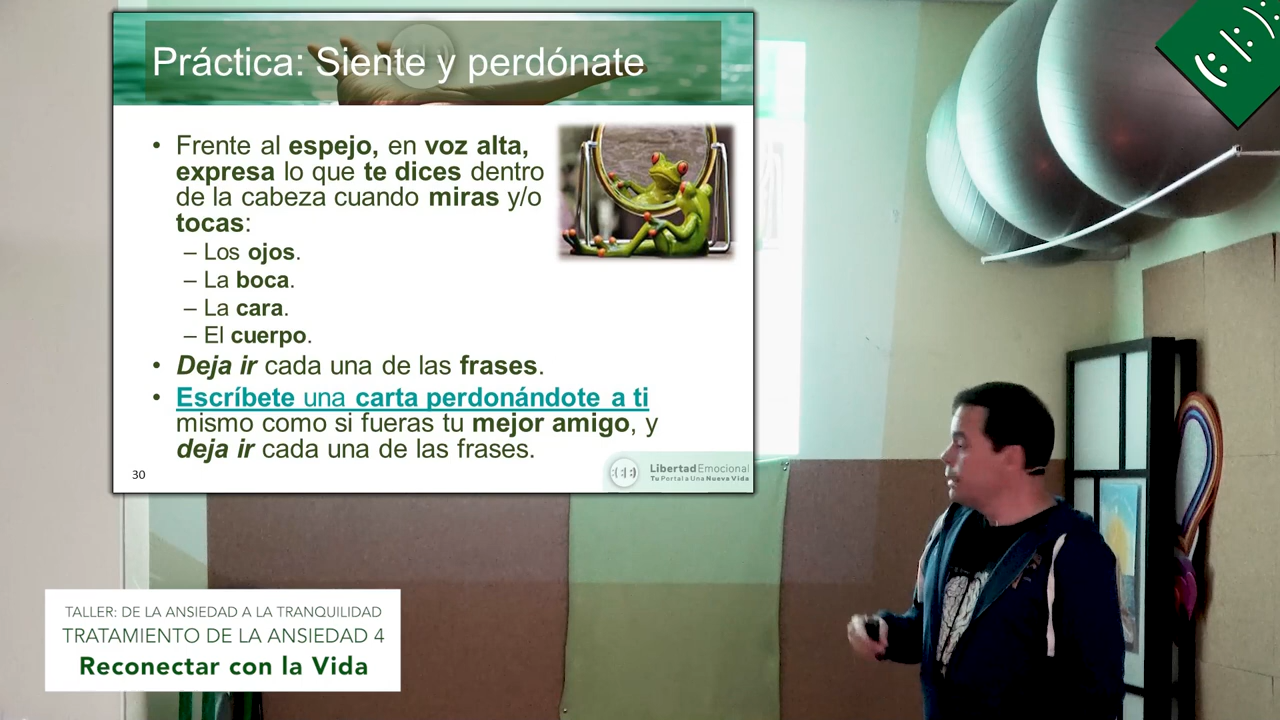 Práctica: Siente y perdónate
• Frente al espejo, en voz alta,
expresa lo que te dices dentro
de la cabeza cuando miras y/o
tocas:
– Los ojos.
– La boca.
– La cara.
– El cuerpo.
• Deja ir cada una de las frases.
• Escríbete una carta perdonándote a ti
mismo como si fueras tu mejor amigo, y
deja ir cada una de las frases.
30
LibertadEmocional
Tu Portal a Una Nueva Vida
TALLER: DE LA ANSIEDAD A LA TRANQUILIDAD
TRATAMIENTO DE LA ANSIEDAD 4
Reconectar con la Vida